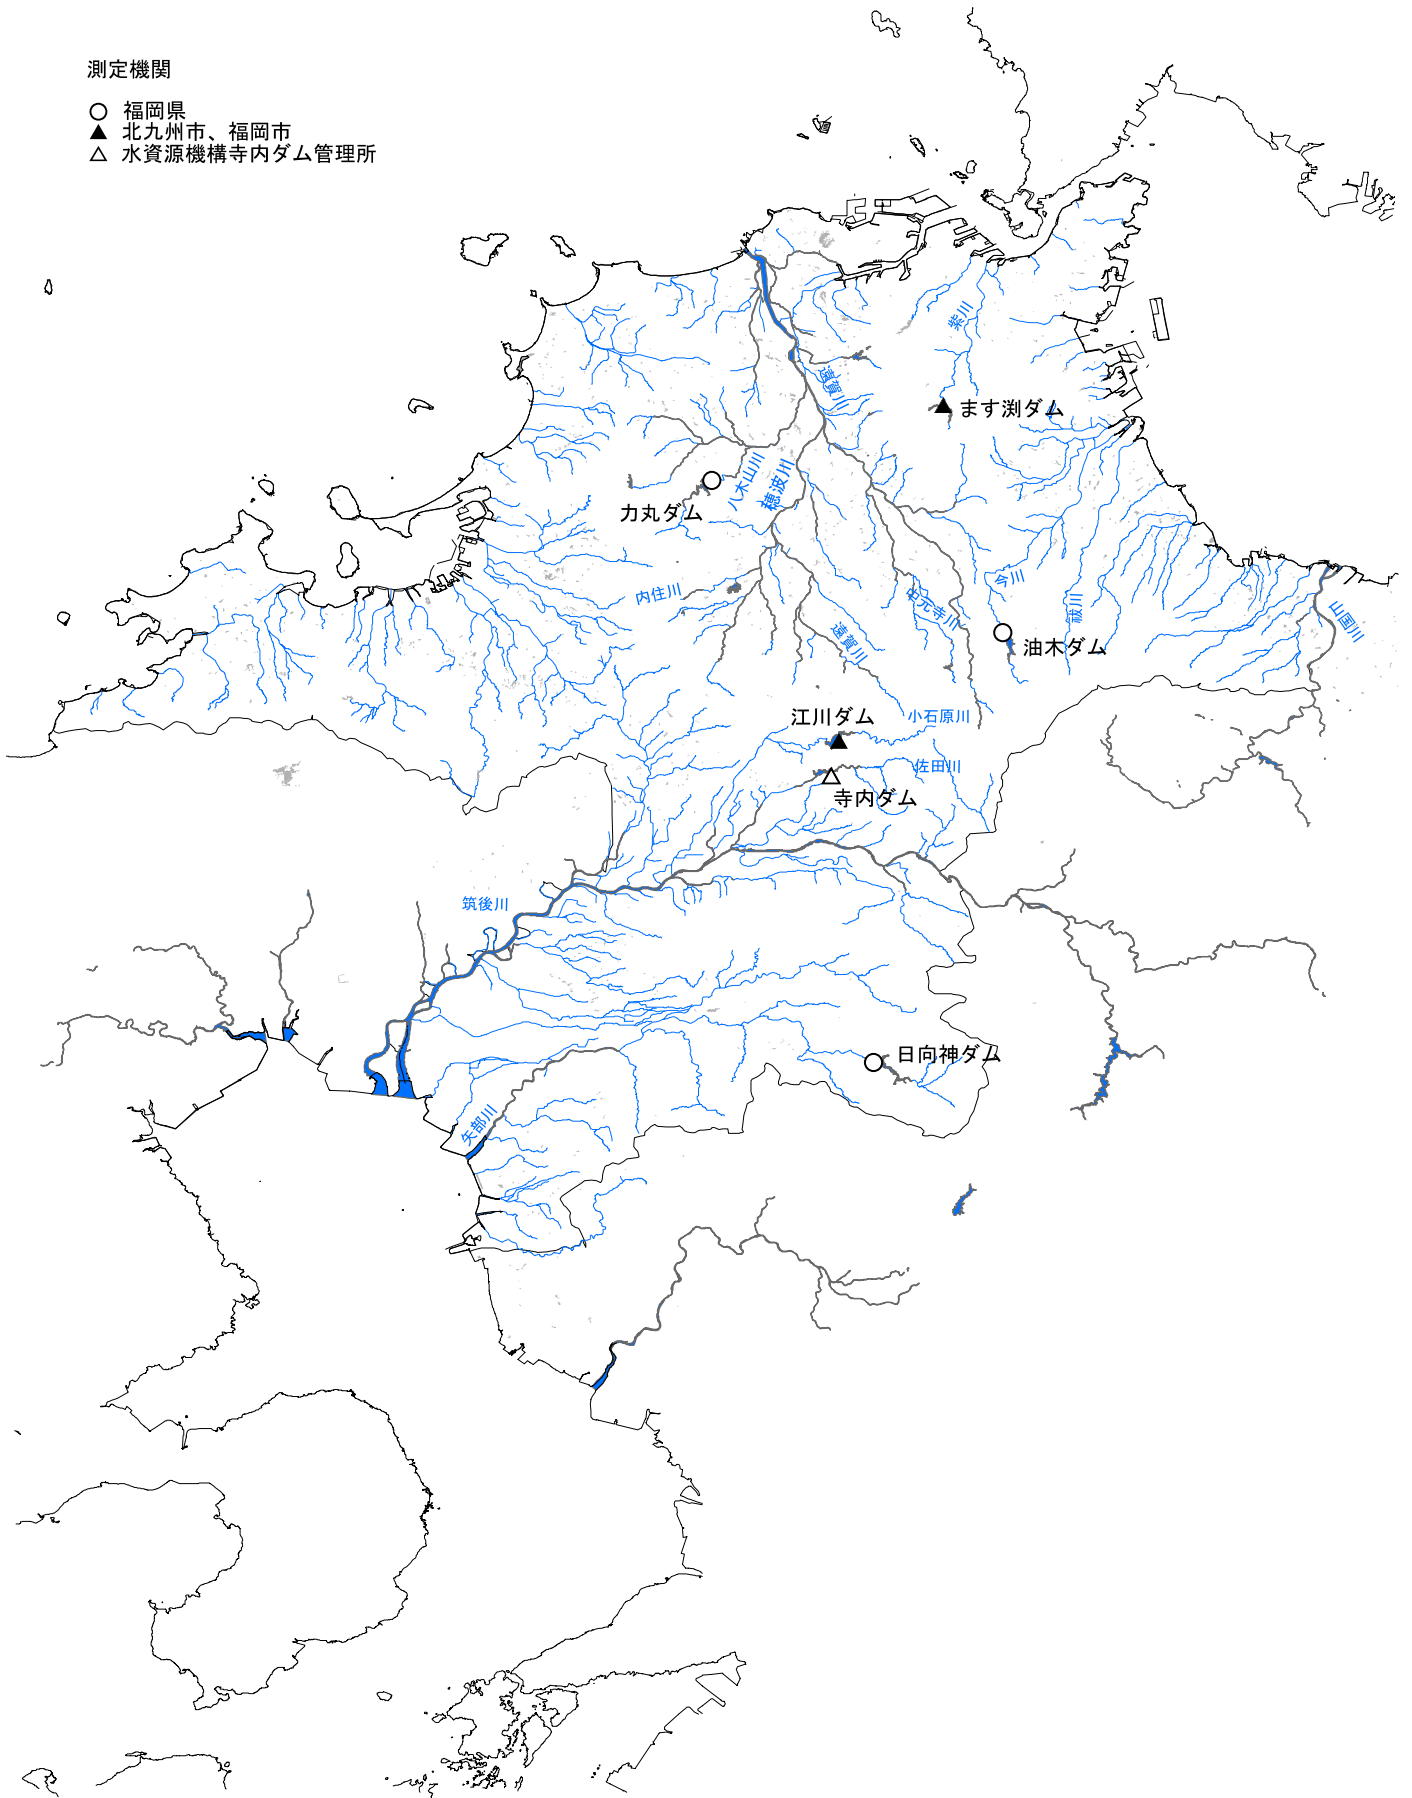 測定機関
福岡県
北九州市、福岡市
水資源機構寺内ダム管理所
紫川
遠賀川
ます渕ダム
八木山川
穂波川
力丸ダム
今川
内住川
中元寺川
祓川
山国川
遠賀川
油木ダム
江川ダム
小石原川
佐田川
寺内ダム
筑後川
日向神ダム
矢部川